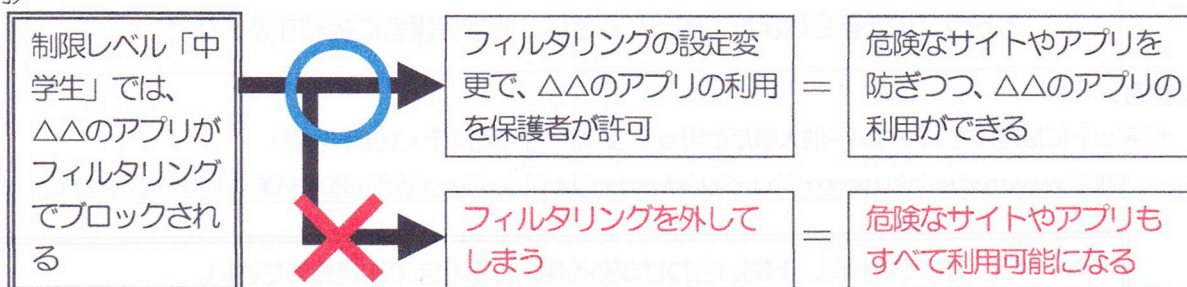 制限レベル「中
学生」では、
△△のアプリが
フィルタリング
でブロックされ
る
フィルタリングの設定変
更で、△△のアプリの利用
を保護者が許可
＝
危険なサイトやアプリを
防ぎつつ、△△のアプリの
利用ができる
フィルタリングを外して
しまう
＝
危険なサイトやアプリも
すべて利用可能になる